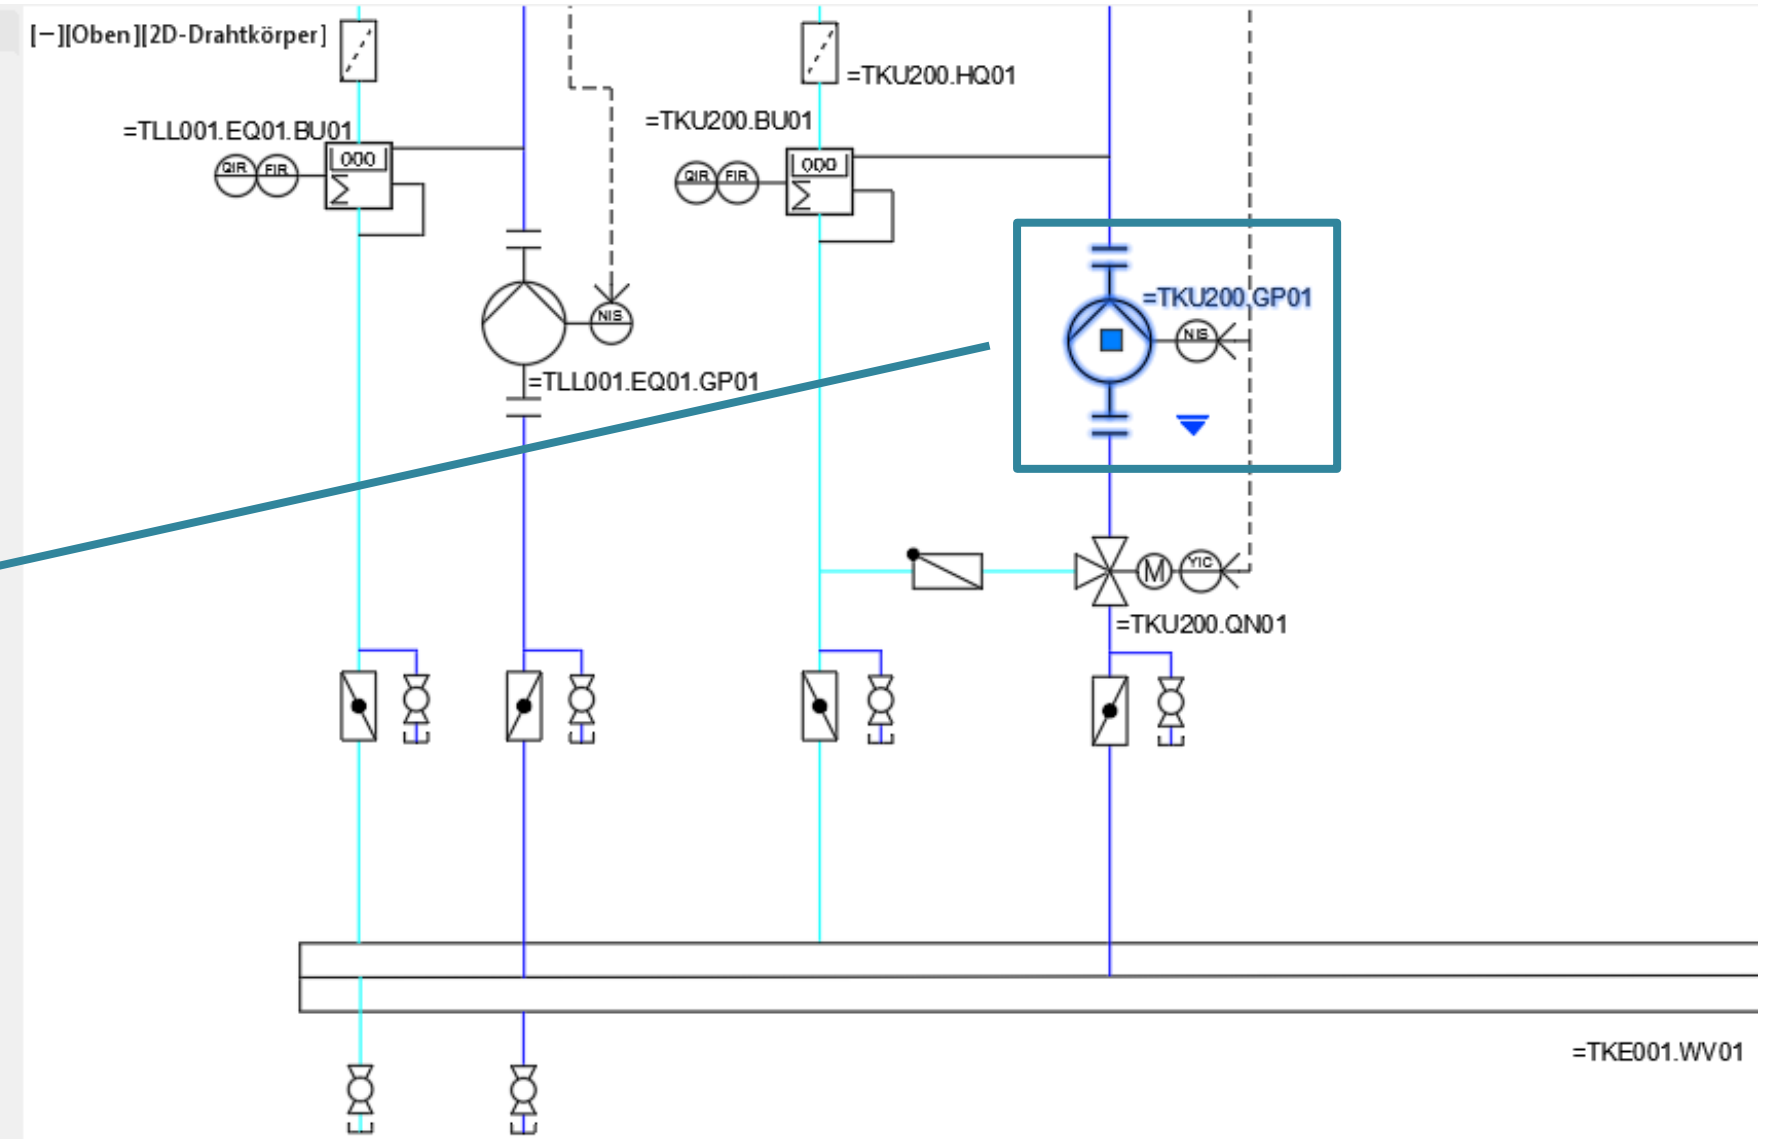 [−][Oben][2D-Drahtkörper]
=TKU200.HQ01
=TLL001.EQ01.BU01
=TKU200.BU01
000
000
QIR FIR
Σ
QIR FIR
Σ
=TKU200.GP01
NIS
NIS
=TLL001.EQ01.GP01
M
YIC
=TKU200.QN01
=TKE001.WV01